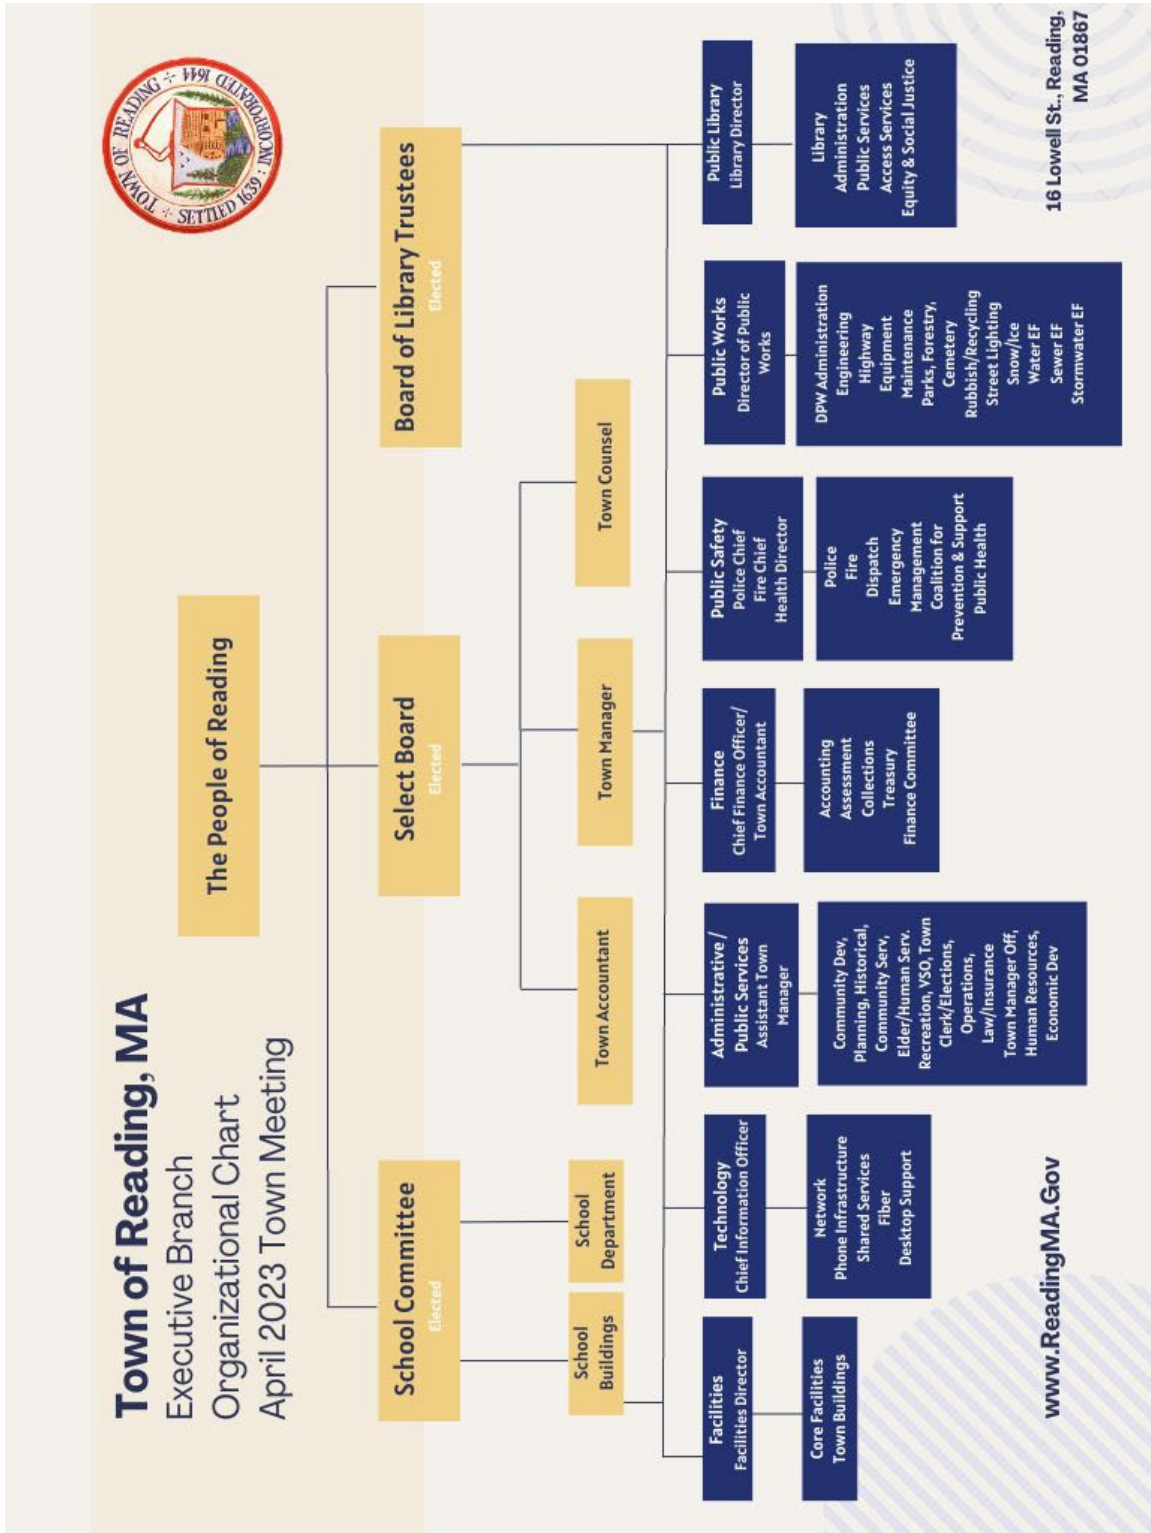 Town of Reading, MA
Executive Branch
Organizational Chart
April 2023 Town Meeting
TOWN OF READING
INCORPORATED 1644
SETTLED 1639
The People of Reading
School Committee
Elected
Select Board
Elected
Board of Library Trustees
Elected
School
Buildings
School
Department
Town Accountant
Town Manager
Town Counsel
Facilities
Facilities Director
Core Facilities
Town Buildings
Technology
Chief Information Officer
Network
Phone Infrastructure
Shared Services
Fiber
Desktop Support
Administrative /
Public Services
Assistant Town
Manager
Community Dev,
Planning, Historical,
Community Serv,
Elder/Human Serv.
Recreation, VSO, Town
Clerk/Elections,
Operations,
Law/Insurance
Town Manager Off,
Human Resources,
Economic Dev
Finance
Chief Finance Officer/
Town Accountant
Accounting
Assessment
Collections
Treasury
Finance Committee
Public Safety
Police Chief
Fire Chief
Health Director
Police
Fire
Dispatch
Emergency
Management
Coalition for
Prevention & Support
Public Health
Public Works
Director of Public
Works
DPW Administration
Engineering
Highway
Equipment
Maintenance
Parks, Forestry,
Cemetery
Rubbish/Recycling
Street Lighting
Snow/Ice
Water EF
Sewer EF
Stormwater EF
Public Library
Library Director
Library
Administration
Public Services
Access Services
Equity & Social Justice
www.ReadingMA.Gov
16 Lowell St., Reading,
MA 01867